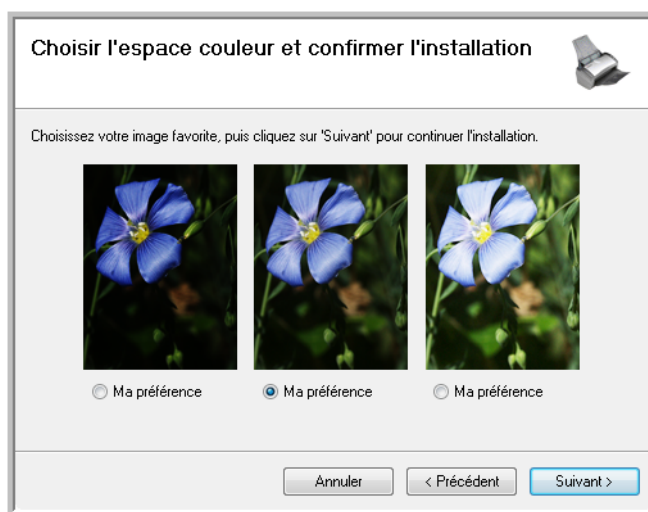 Choisir l'espace couleur et confirmer l'installation
Choisissez votre image favorite, puis cliquez sur 'Suivant' pour continuer l'installation.
Ma préférence Ma préférence Ma préférence
Annuler < Précédent Suivant >